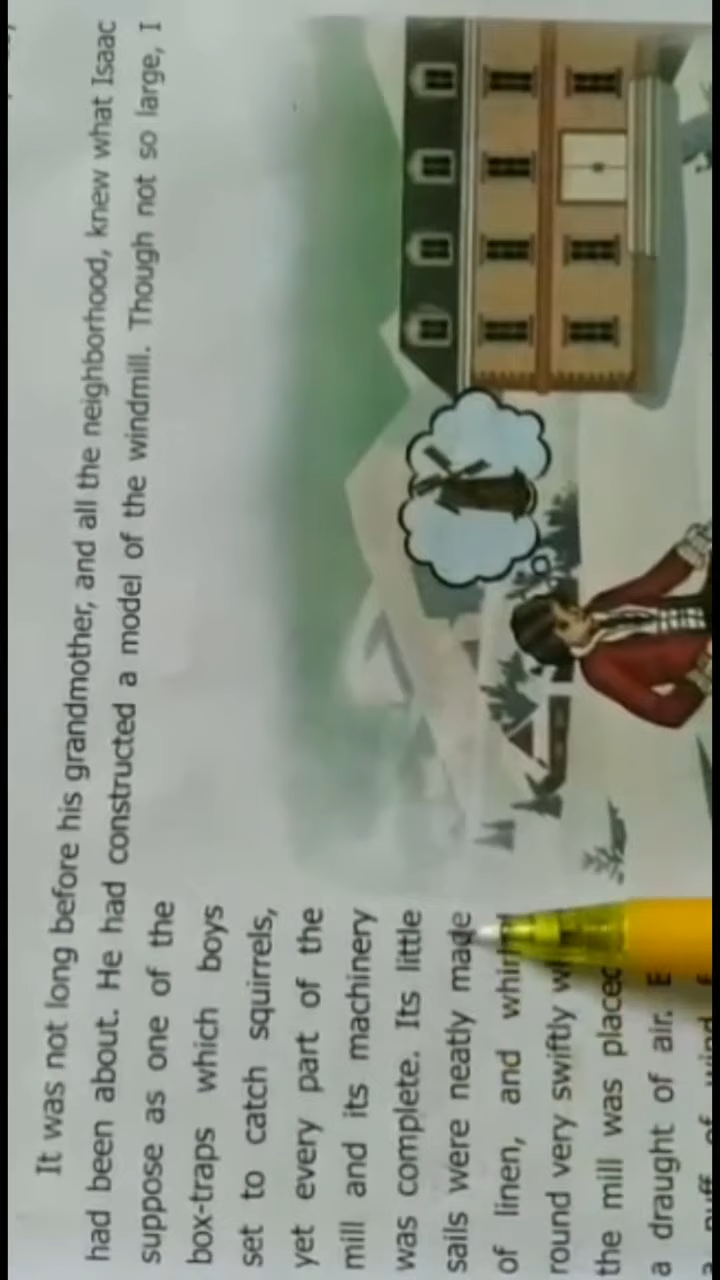 It was not long before his grandmother, and all the neighborhood, knew what Isaac
had been about. He had constructed a model of the windmill. Though not so large, I
suppose as one of the
box-traps which boys
set to catch squirrels,
yet every part of the
mill and its machinery
was complete. Its little
sails were neatly made
of linen, and
round very swiftly
the mill was placed
a draught of air.
of wind